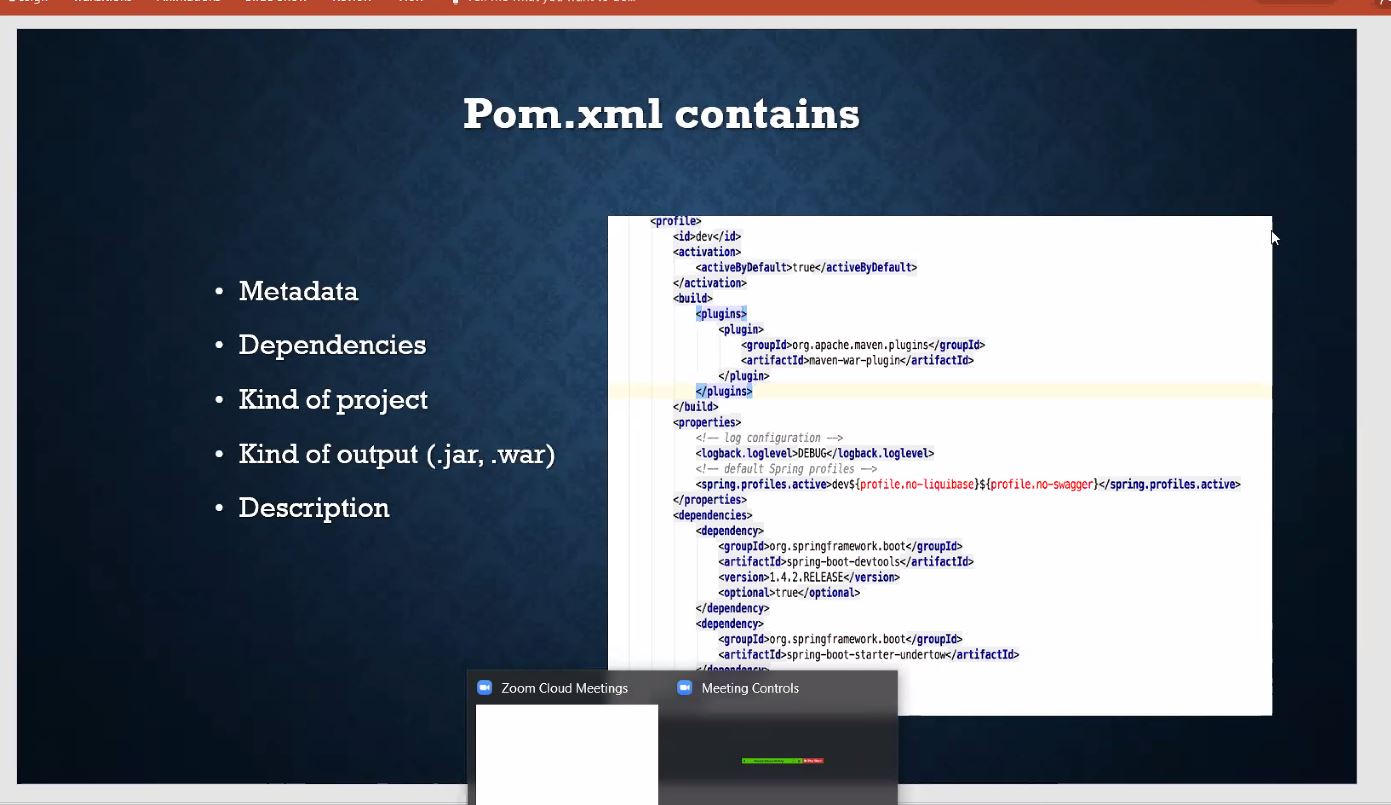 Pom.xml contains
• Metadata
• Dependencies
• Kind of project
• Kind of output (.jar, .war)
• Description
<profile>
<id>dev</id>
<activation>
<activeByDefault>true</activeByDefault>
</activation>
<build>
<plugins>
<plugin>
<groupId>org.apache.maven.plugins</groupId>
<artifactId>maven-war-plugin</artifactId>
</plugin>
</plugins>
</build>
<properties>
<!-- log configuration -->
<logback.loglevel>DEBUG</logback.loglevel>
<!-- default Spring profiles -->
<spring.profiles.active>dev${profile.no-liquibase}${profile.no-swagger}</spring.profiles.active>
</properties>
<dependencies>
<dependency>
<groupId>org.springframework.boot</groupId>
<artifactId>spring-boot-devtools</artifactId>
<version>1.4.2.RELEASE</version>
<optional>true</optional>
</dependency>
<dependency>
<groupId>org.springframework.boot</groupId>
<artifactId>spring-boot-starter-undertow</artifactId>
</dependency>
Zoom Cloud Meetings
Meeting Controls